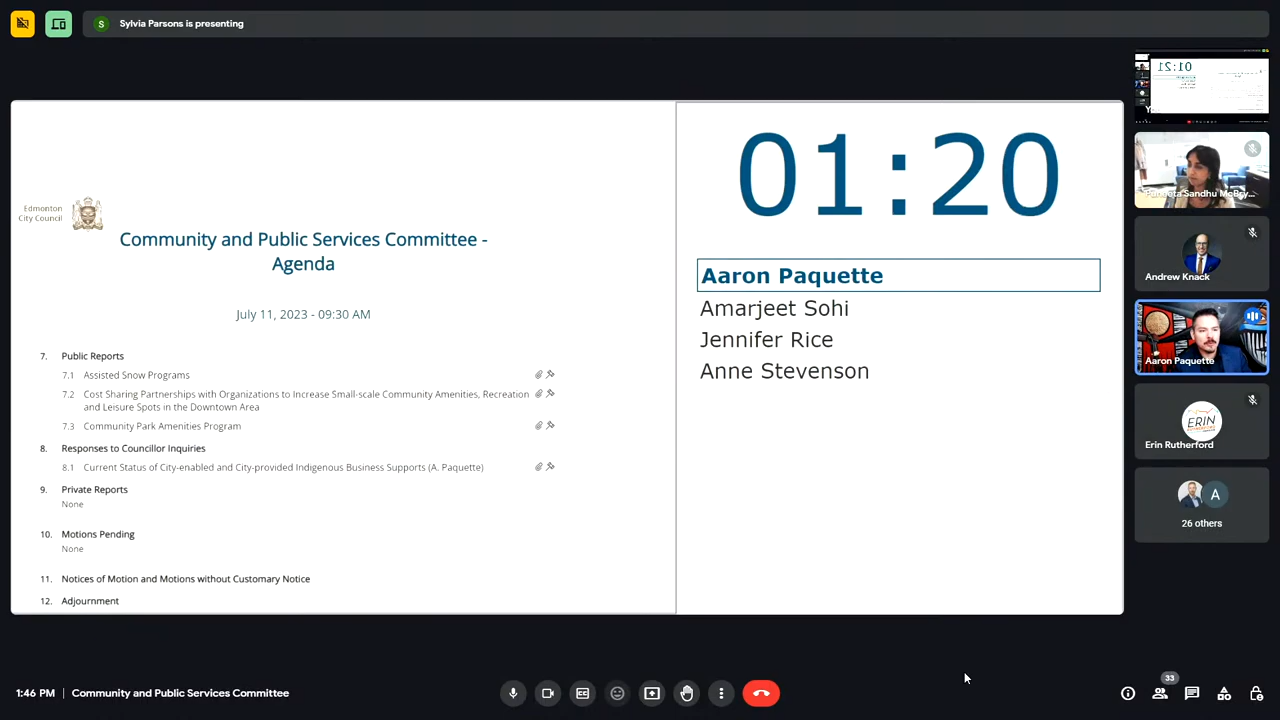 S Sylvia Parsons is presenting
Edmonton
City Council
Community and Public Services Committee -
Agenda
July 11, 2023 - 09:30 AM
7. Public Reports
7.1 Assisted Snow Programs
7.2 Cost Sharing Partnerships with Organizations to Increase Small-scale Community Amenities, Recreation
and Leisure Spots in the Downtown Area
7.3 Community Park Amenities Program
8. Responses to Councillor Inquiries
8.1 Current Status of City-enabled and City-provided Indigenous Business Supports (A. Paquette)
9. Private Reports
None
10. Motions Pending
None
11. Notices of Motion and Motions without Customary Notice
12. Adjournment
01:20
Aaron Paquette
Amarjeet Sohi
Jennifer Rice
Anne Stevenson
01:21
Sandhu McBry...
Andrew Knack
Aaron Paquette
ERIN
Erin Rutherford
A
26 others
1:46 PM | Community and Public Services Committee
33